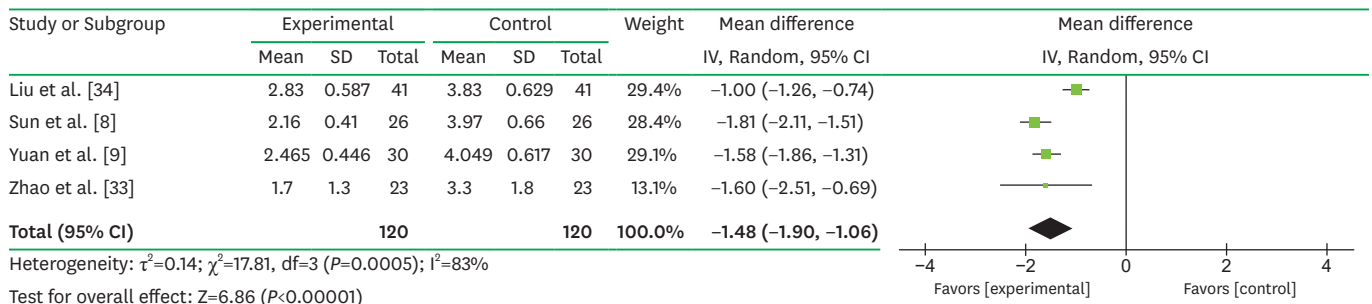 Study or Subgroup Experimental Control Weight Mean difference Mean difference
Mean SD Total Mean SD Total IV, Random, 95% CI IV, Random, 95% CI
Liu et al. [34] 2.83 0.587 41 3.83 0.629 41 29.4% −1.00 (−1.26, −0.74)
Sun et al. [8] 2.16 0.41 26 3.97 0.66 26 28.4% −1.81 (−2.11, −1.51)
Yuan et al. [9] 2.465 0.446 30 4.049 0.617 30 29.1% −1.58 (−1.86, −1.31)
Zhao et al. [33] 1.7 1.3 23 3.3 1.8 23 13.1% −1.60 (−2.51, −0.69)
Total (95% CI) 120 120 100.0% −1.48 (−1.90, −1.06)
Heterogeneity: τ²=0.14; χ²=17.81, df=3 (P=0.0005); I²=83%
Test for overall effect: Z=6.86 (P<0.00001)
−4 −2 0 2 4
Favors [experimental] Favors [control]